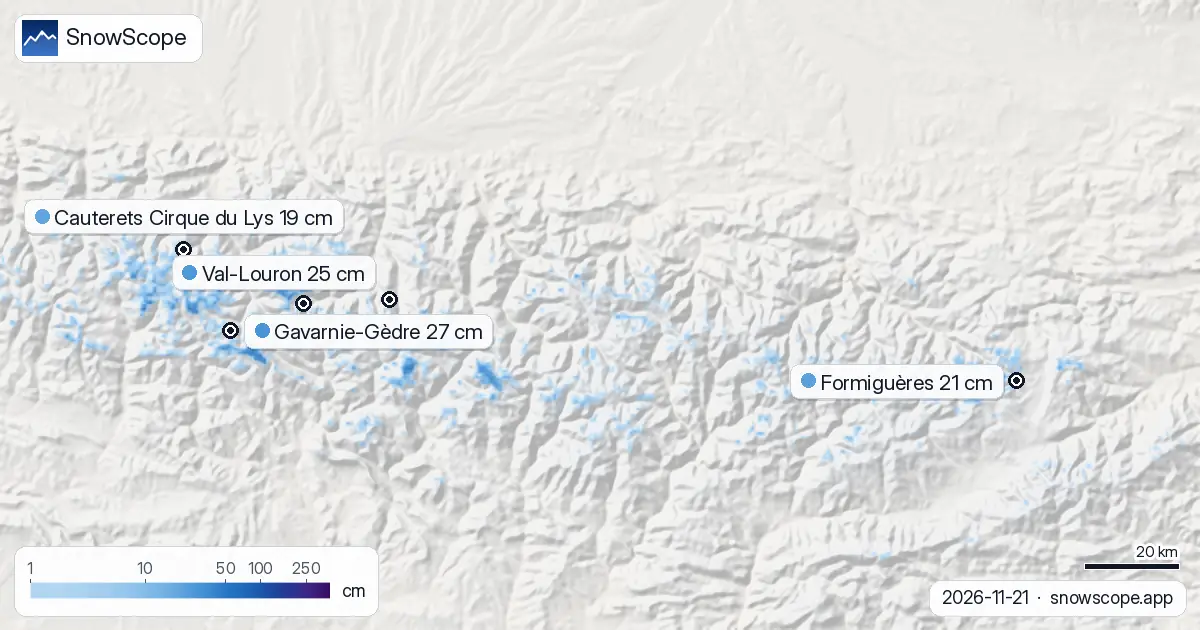 SnowScope
Cauterets Cirque du Lys 19 cm
Val-Louron 25 cm
Gavarnie-Gèdre 27 cm
Formiguères 21 cm
1 10 50 100 250
cm
20 km
2026-11-21 · snowscope.app